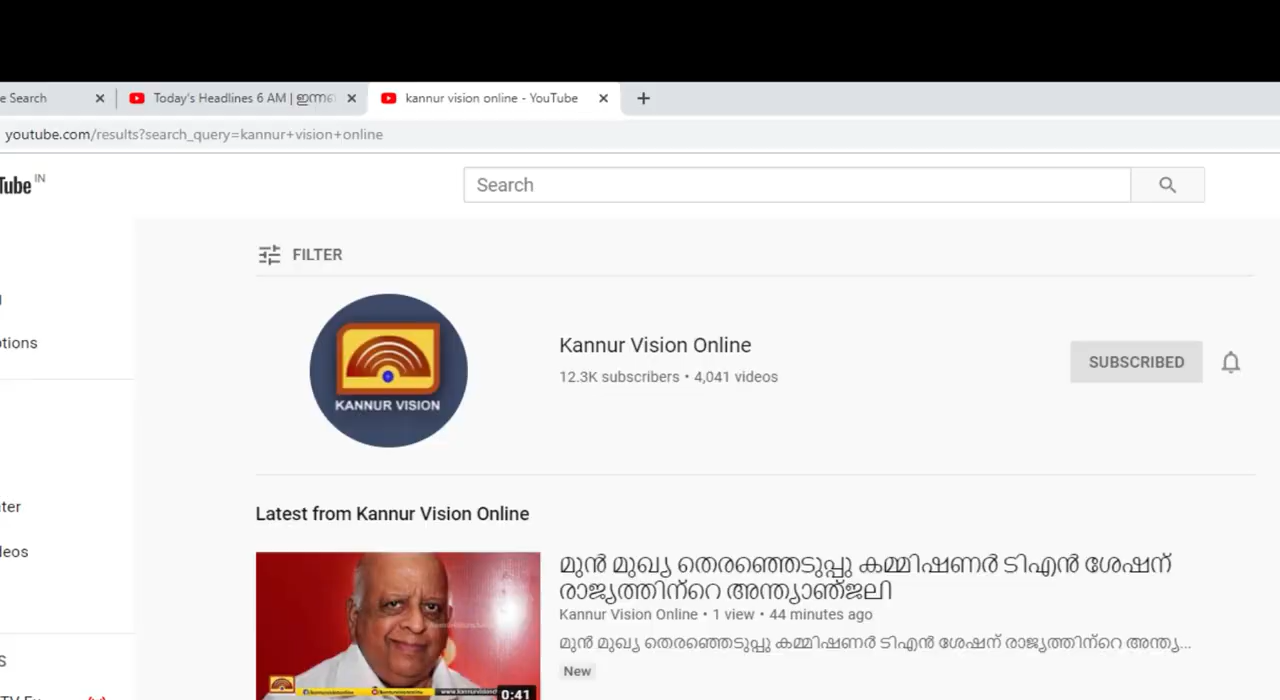 e Search
Today's Headlines 6 AM |
kannur vision online - YouTube
youtube.com/results?search_query=kannur+vision+online
Tube IN
Search
FILTER
KANNUR VISION
Kannur Vision Online
12.3K subscribers • 4,041 videos
SUBSCRIBED
Latest from Kannur Vision Online
മുൻ മുഖ്യ തെരഞ്ഞെടുപ്പു കമ്മിഷണർ ടിഎൻ ശേഷന്
രാജ്യത്തിന്റെ അന്ത്യാഞ്ജലി
Kannur Vision Online • 1 view • 44 minutes ago
മുൻ മുഖ്യ തെരഞ്ഞെടുപ്പു കമ്മിഷണർ ടിഎൻ ശേഷന് രാജ്യത്തിന്റെ അന്ത്യ...
New
0:41